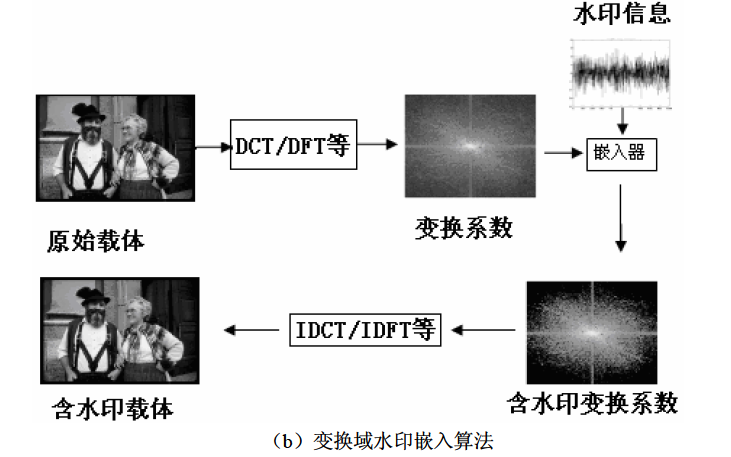 水印信息
DCT/DFT等
嵌入器
原始载体
变换系数
IDCT/IDFT等
含水印载体
含水印变换系数
（b）变换域水印嵌入算法